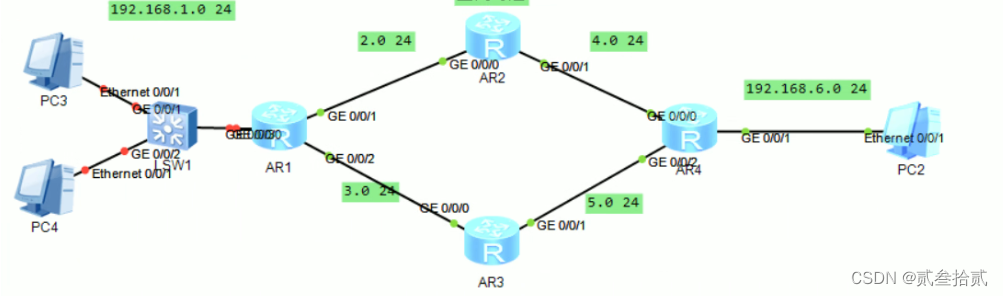 192.168.1.0 24
2.0 24
4.0 24
GE 0/0/0
AR2
GE 0/0/1
PC3
Ethernet 0/0/1
GE 0/0/1
192.168.6.0 24
GE 0/0/1
AR1
GE 0/0/0
AR4
GE 0/0/1
Ethernet 0/0/1
PC2
LSW1
GE 0/0/2
Ethernet 0/0/1
PC4
GE 0/0/2
GE 0/0/2
3.0 24
GE 0/0/0
5.0 24
GE 0/0/1
AR3
CSDN @贰叁拾贰